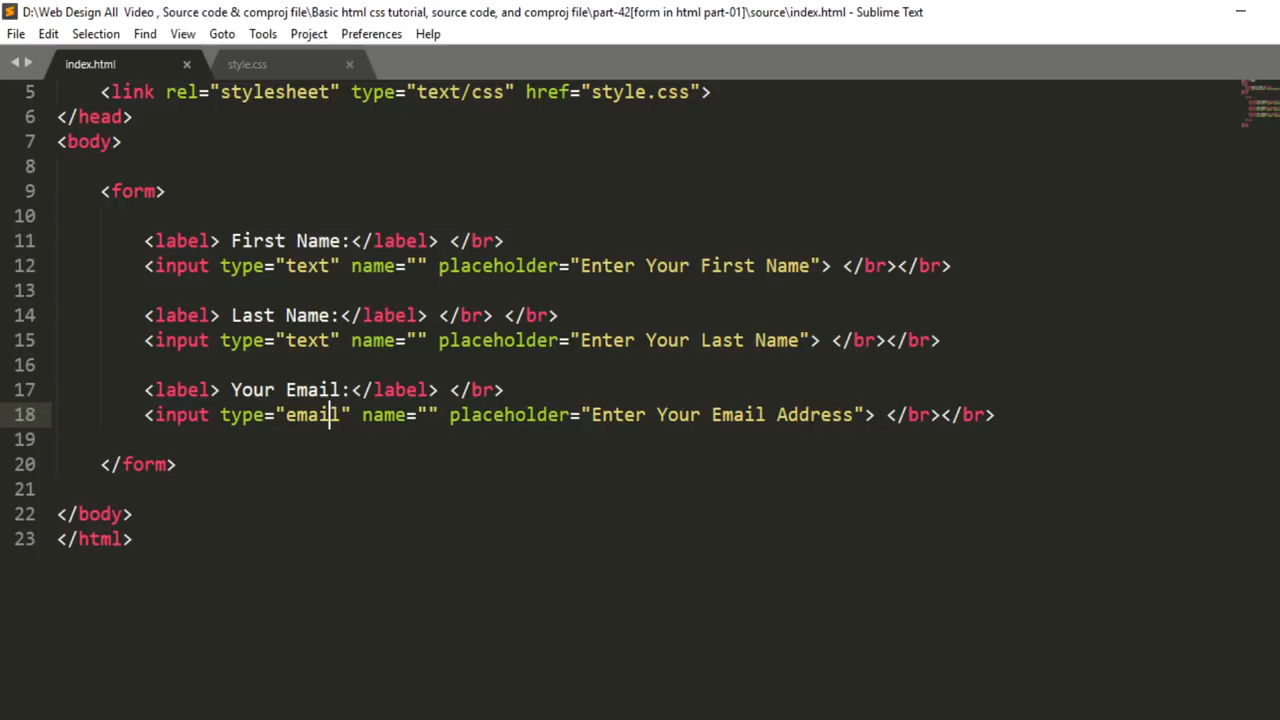 D:\Web Design All  Video , Source code & comproj file\Basic html css tutorial, source code, and comproj file\part-42[form in html part-01]\source\index.html - Sublime Text
File Edit Selection Find View Goto Tools Project Preferences Help
index.html × style.css ×
5 <link rel="stylesheet" type="text/css" href="style.css">
6 </head>
7 <body>
8
9 <form>
10
11 <label> First Name:</label> </br>
12 <input type="text" name="" placeholder="Enter Your First Name"> </br></br>
13
14 <label> Last Name:</label> </br> </br>
15 <input type="text" name="" placeholder="Enter Your Last Name"> </br></br>
16
17 <label> Your Email:</label> </br>
18 <input type="email" name="" placeholder="Enter Your Email Address"> </br></br>
19
20 </form>
21
22 </body>
23 </html>